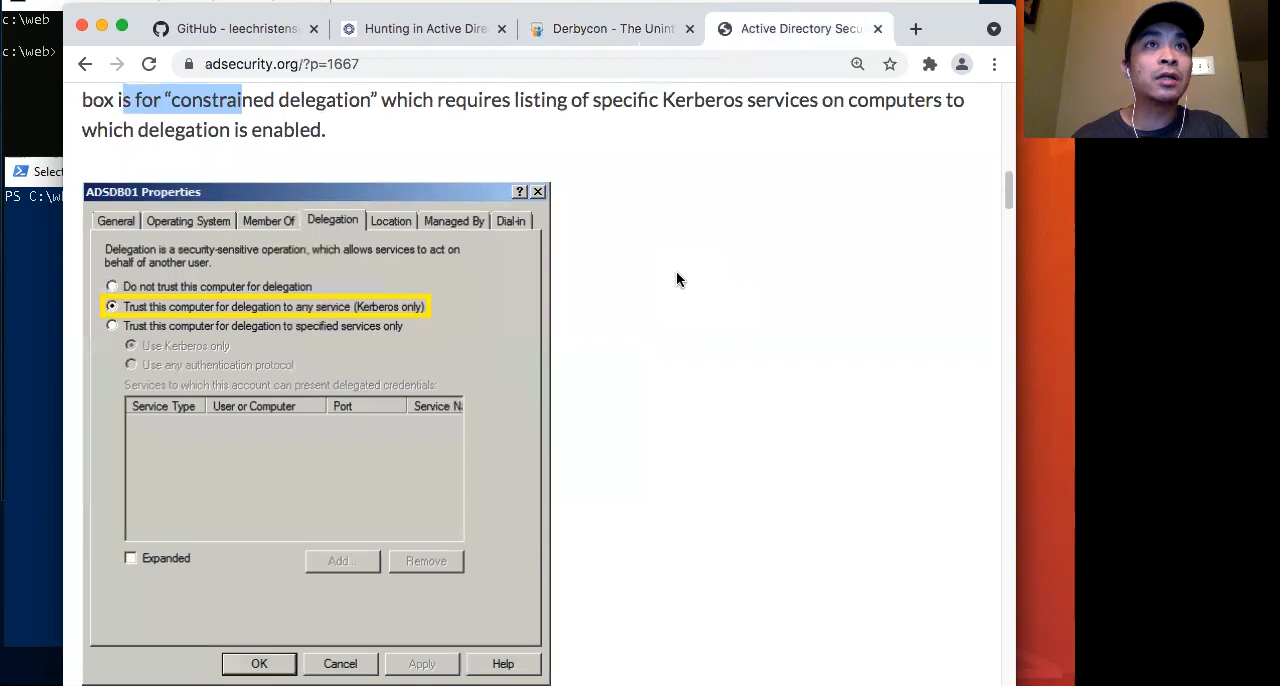 c:\web
c:\web>
Select
PS C:\w
GitHub - leechristens
Hunting in Active Dire
Derbycon - The Unint
Active Directory Secu
adsecurity.org/?p=1667
box is for “constrained delegation” which requires listing of specific Kerberos services on computers to
which delegation is enabled.
ADSDB01 Properties
General
Operating System
Member Of
Delegation
Location
Managed By
Dial-in
Delegation is a security-sensitive operation, which allows services to act on
behalf of another user.
Do not trust this computer for delegation
Trust this computer for delegation to any service (Kerberos only)
Trust this computer for delegation to specified services only
Use Kerberos only
Use any authentication protocol
Services to which this account can present delegated credentials:
Service Type
User or Computer
Port
Service N
Expanded
Add...
Remove
OK
Cancel
Apply
Help